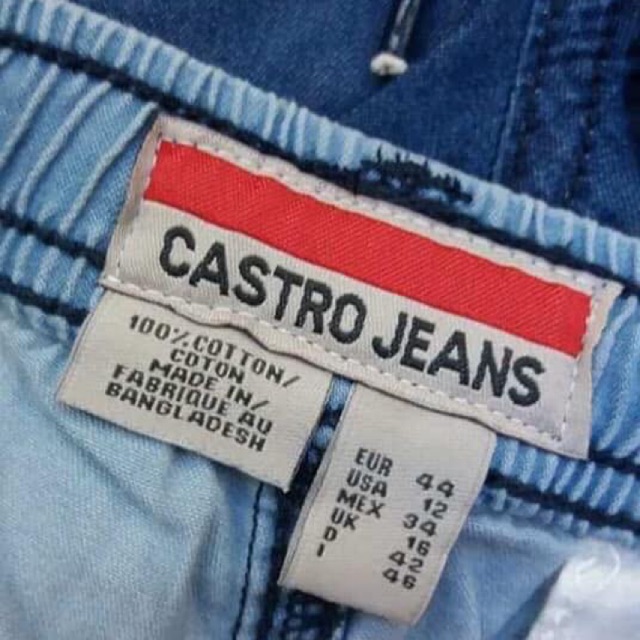 CASTRO JEANS
100% COTTON/
COTON
MADE IN/
FABRIQUE AU
BANGLADESH
EUR 44
USA 12
MEX 34
UK 16
D 42
I 46